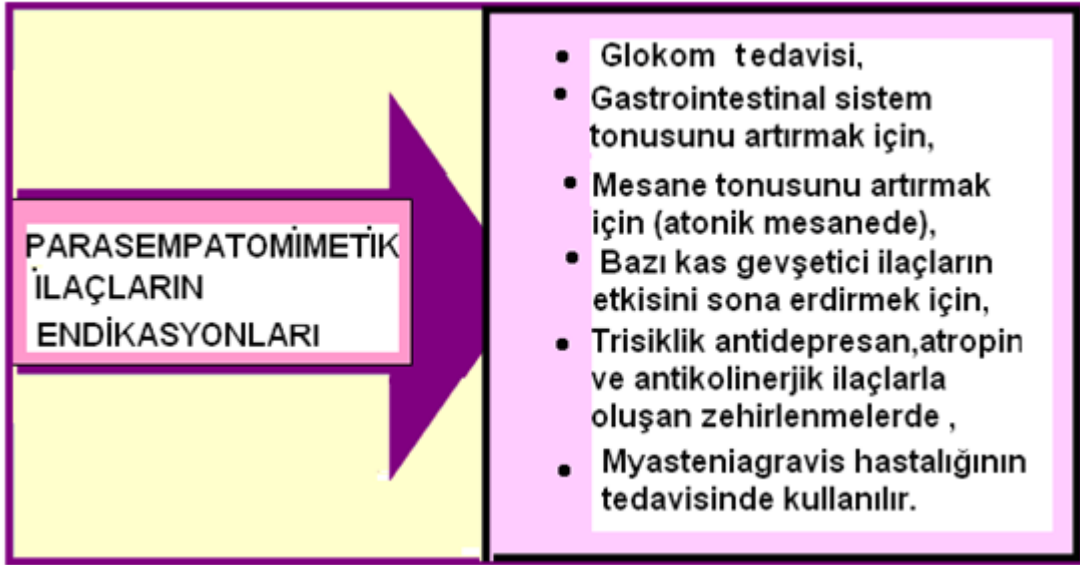 PARASEMPATOMİMETİK
İLAÇLARIN
ENDİKASYONLARI
• Glokom tedavisi,
• Gastrointestinal sistem
tonusunu artırmak için,
• Mesane tonusunu artırmak
için (atonik mesanede),
• Bazı kas gevşetici ilaçların
etkisini sona erdirmek için,
• Trisiklik antidepresan,atropin
ve antikolinerjik ilaçlarla
oluşan zehirlenmelerde ,
• Myasteniagravis hastalığının
tedavisinde kullanılır.